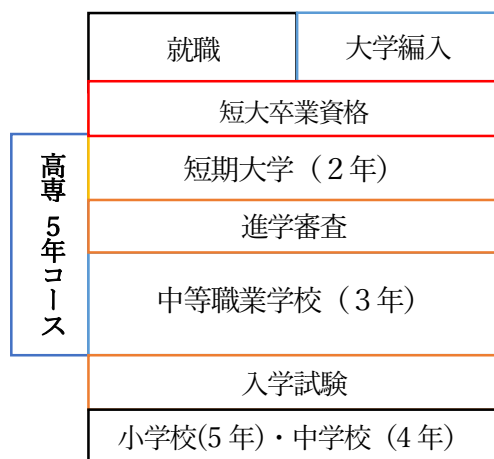 就職
大学編入
短大卒業資格
高専 5年コース
短期大学（２年）
進学審査
中等職業学校（３年）
入学試験
小学校(5 年)・中学校（4 年）